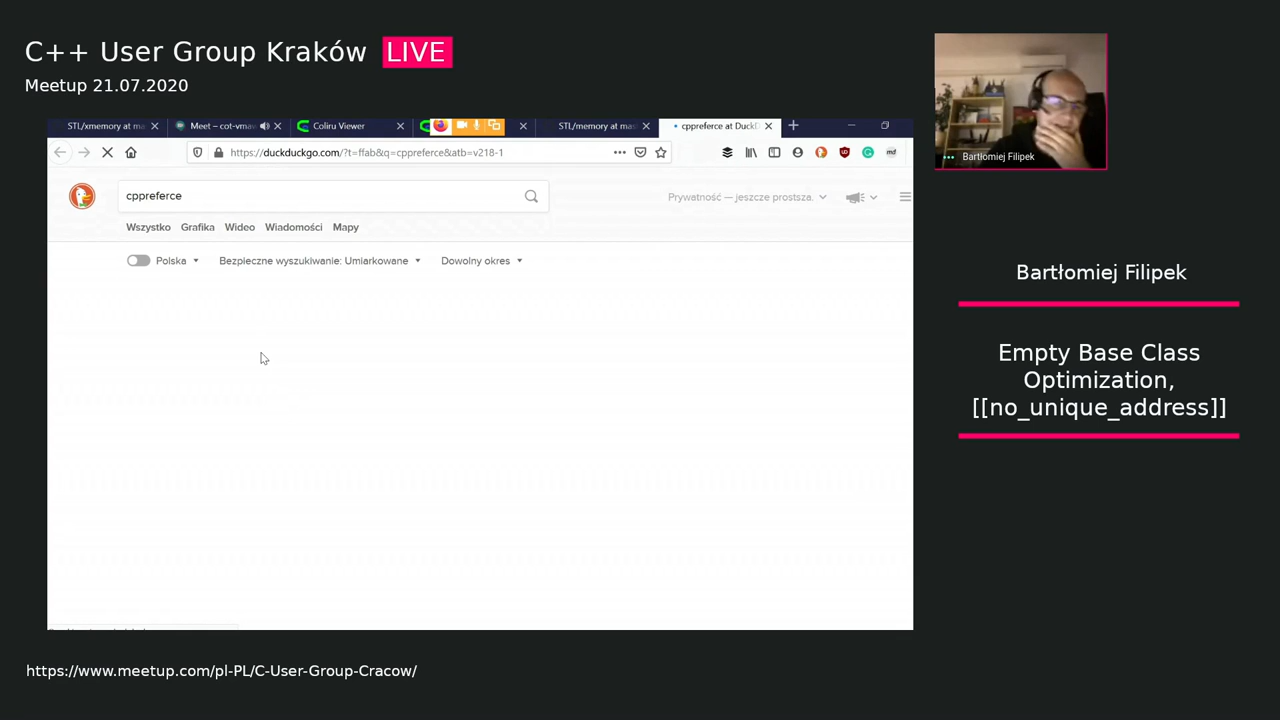 C++ User Group Kraków LIVE
Meetup 21.07.2020
STL/xmemory at ma
Meet – cot-vmav
Coliru Viewer
STL/memory at mas
cppreferce at DuckD
https://duckduckgo.com/?t=ffab&q=cppreferce&atb=v218-1
cppreferce
Prywatność — jeszcze prostsza.
Wszystko Grafika Wideo Wiadomości Mapy
Polska Bezpieczne wyszukiwanie: Umiarkowane Dowolny okres
Bartłomiej Filipek
Bartłomiej Filipek
Empty Base Class
Optimization,
[[no_unique_address]]
https://www.meetup.com/pl-PL/C-User-Group-Cracow/